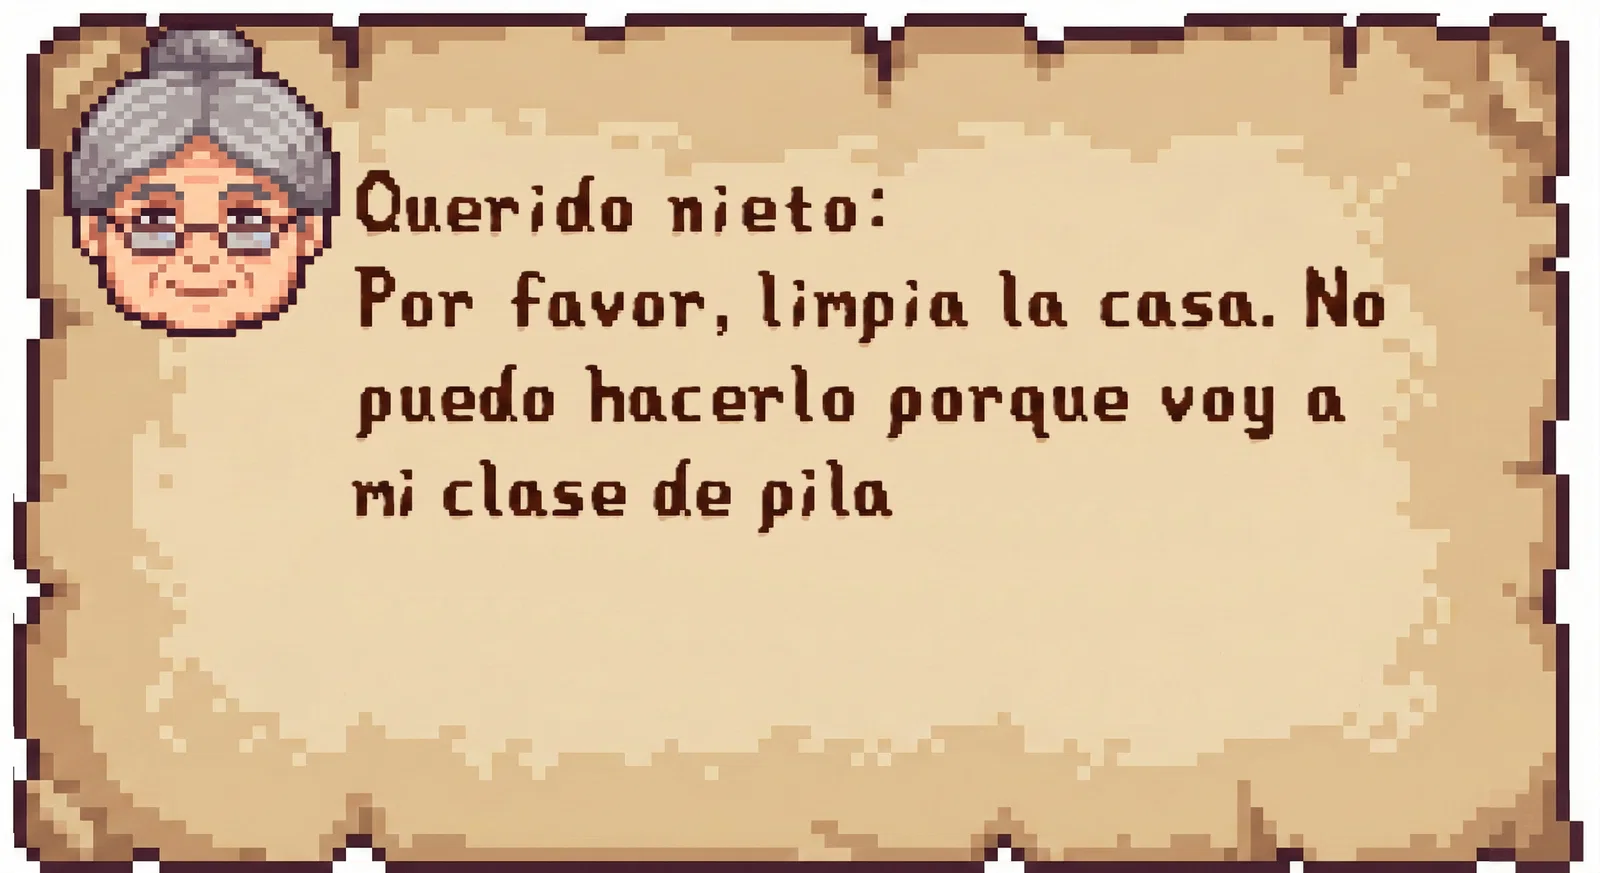 Querido nieto:
Por favor, limpia la casa. No
puedo hacerlo porque voy a
mi clase de pila